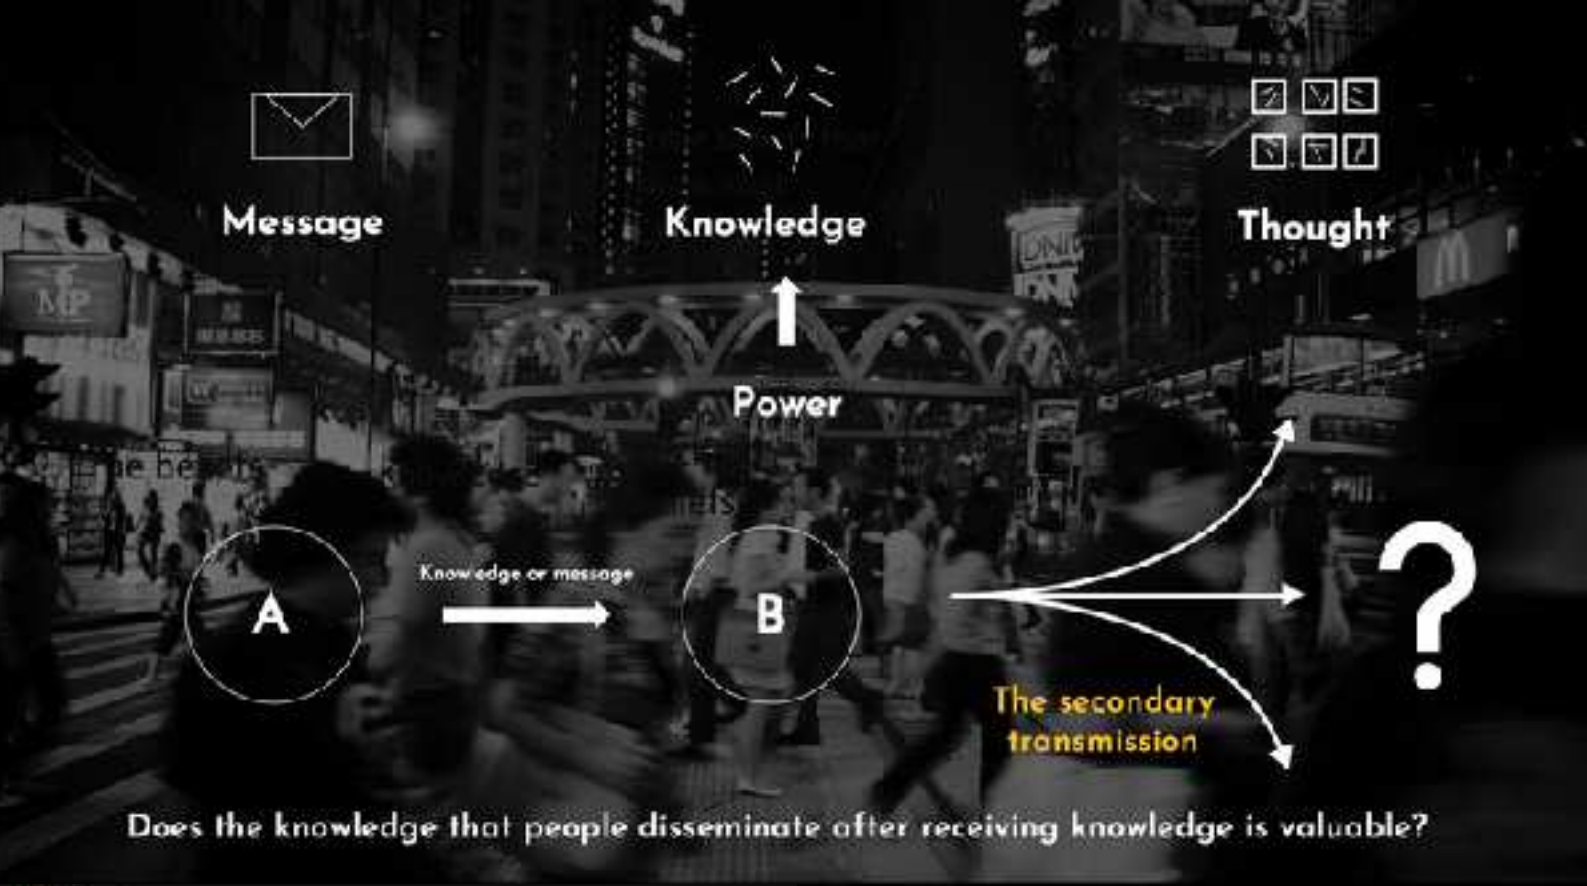 Message
Knowledge
Thought
MP
Power
Knowledge or message
A
B
The secondary
transmission
Does the knowledge that people disseminate after receiving knowledge is valuable?